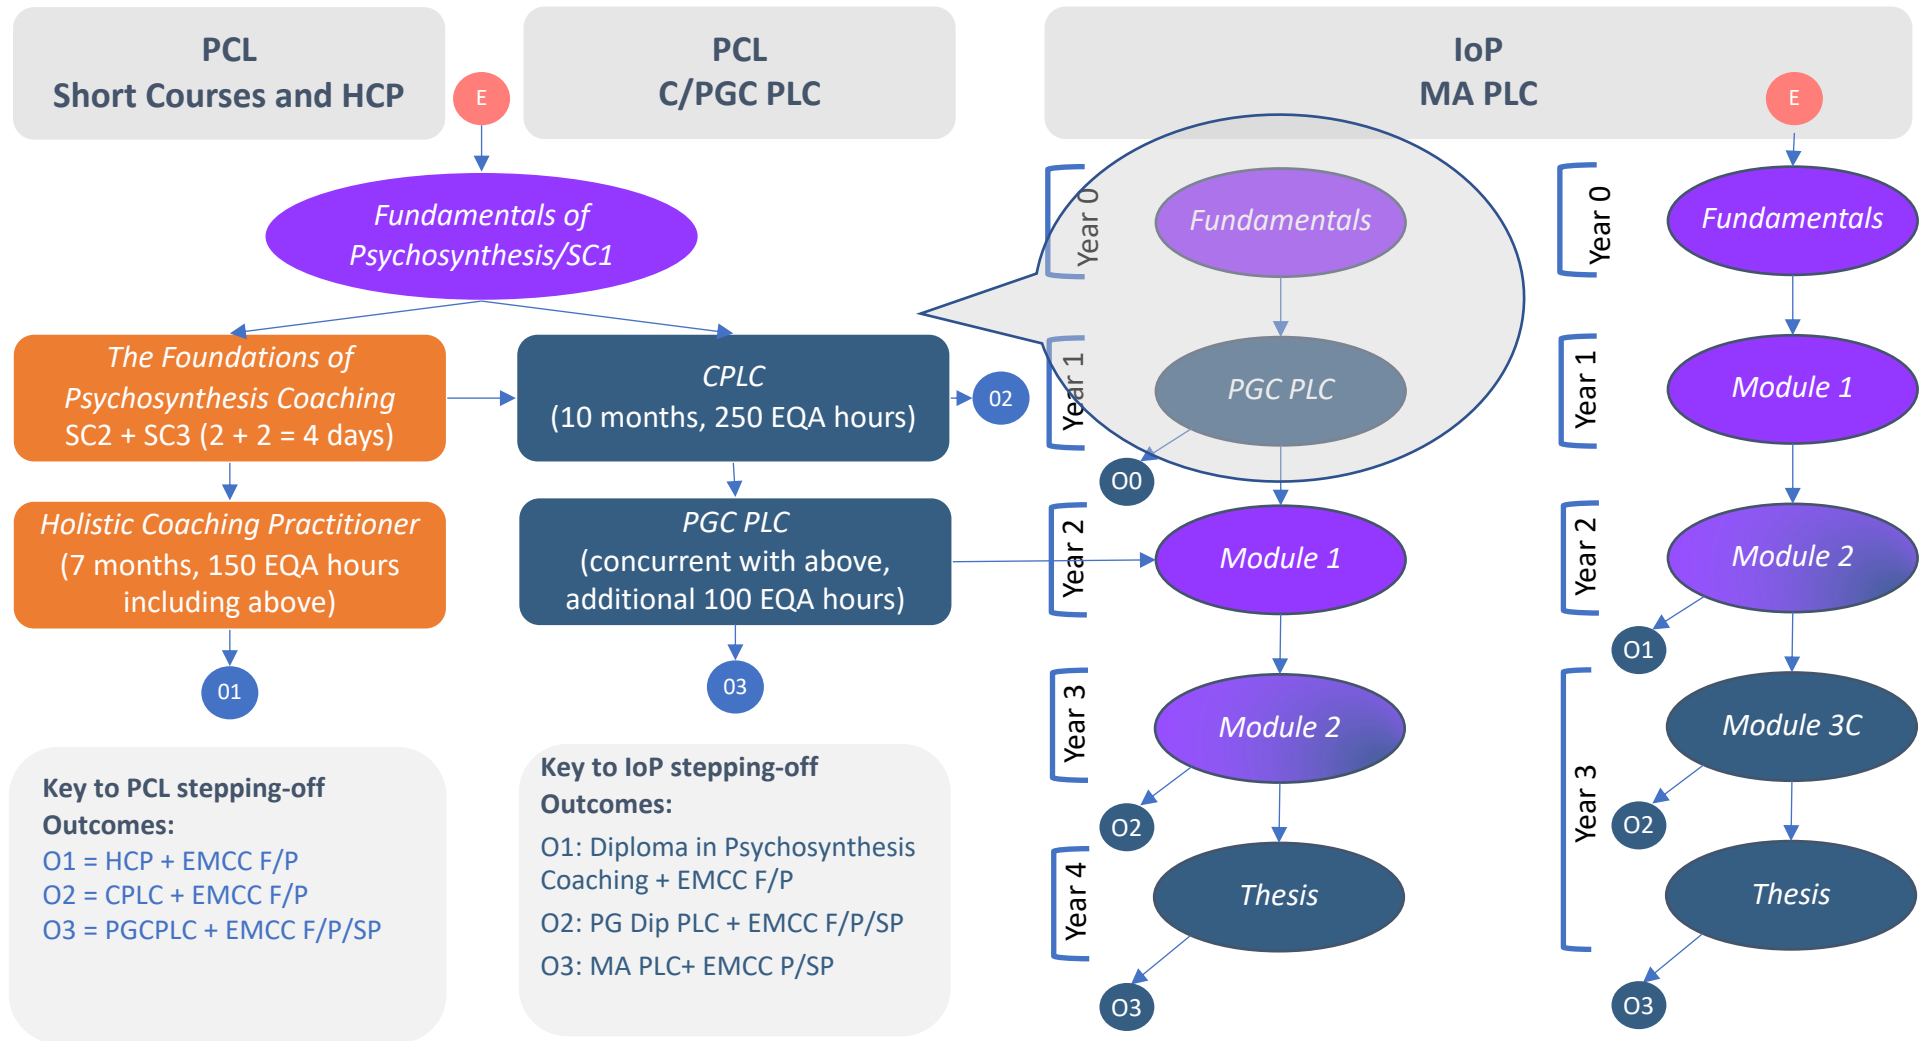 PCL
Short Courses and HCP
E
PCL
C/PGC PLC
IoP
MA PLC
E
Fundamentals of
Psychosynthesis/SC1
The Foundations of
Psychosynthesis Coaching
SC2 + SC3 (2 + 2 = 4 days)
Holistic Coaching Practitioner
(7 months, 150 EQA hours
including above)
01
CPLC
(10 months, 250 EQA hours)
02
PGC PLC
(concurrent with above,
additional 100 EQA hours)
03
Key to PCL stepping-off
Outcomes:
O1 = HCP + EMCC F/P
O2 = CPLC + EMCC F/P
O3 = PGCPLC + EMCC F/P/SP
Key to IoP stepping-off
Outcomes:
O1: Diploma in Psychosynthesis
Coaching + EMCC F/P
O2: PG Dip PLC + EMCC F/P/SP
O3: MA PLC+ EMCC P/SP
Year 0
Fundamentals
Year 1
PGC PLC
O0
Year 2
Module 1
Year 3
Module 2
O2
Year 4
Thesis
O3
Year 0
Fundamentals
Year 1
Module 1
Year 2
Module 2
O1
Year 3
Module 3C
O2
Thesis
O3